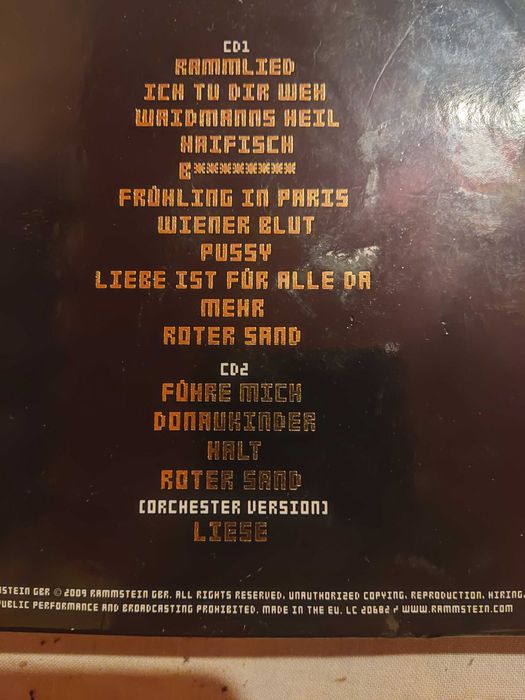 CD1
RAMMLIED
ICH TU DIR WEH
WAIDMANNS HEIL
HAIFISCH
B********
FRÜHLING IN PARIS
WIENER BLUT
PUSSY
LIEBE IST FÜR ALLE DA
MEHR
ROTER SAND
CD2
FÜHRE MICH
DONAUKINDER
HALT
ROTER SAND
(ORCHESTER VERSION)
LIESE
MSTEIN GBR © 2009 RAMMSTEIN GBR. ALL RIGHTS RESERVED. UNAUTHORIZED COPYING, REPRODUCTION, HIRING,
PUBLIC PERFORMANCE AND BROADCASTING PROHIBITED. MADE IN THE EU. LC 20682 / WWW.RAMMSTEIN.COM